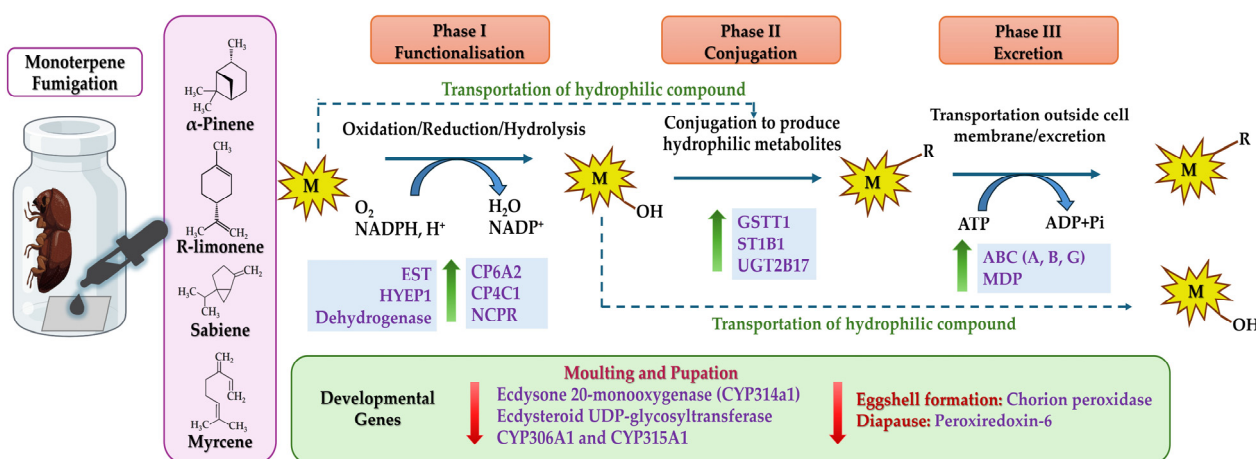 Monoterpene
Fumigation
CH₃
CH₃
H₃C
α-Pinene
CH₃
H₃C
CH₂
R-limonene
CH₂
CH₃
CH₃
Sabiene
CH₂
CH₂
H₃C
CH₃
Myrcene
Phase I
Functionalisation
Phase II
Conjugation
Phase III
Excretion
Transportation of hydrophilic compound
Oxidation/Reduction/Hydrolysis
M
O₂
NADPH, H⁺
H₂O
NADP⁺
EST
HYEP1
Dehydrogenase
CP6A2
CP4C1
NCPR
M
OH
Conjugation to produce
hydrophilic metabolites
GSTT1
ST1B1
UGT2B17
M
R
Transportation outside cell
membrane/excretion
ATP
ADP+Pi
ABC (A, B, G)
MDP
M
R
Transportation of hydrophilic compound
M
OH
Developmental
Genes
Moulting and Pupation
Ecdysone 20-monooxygenase (CYP314a1)
Ecdysteroid UDP-glycosyltransferase
CYP306A1 and CYP315A1
Eggshell formation: Chorion peroxidase
Diapause: Peroxiredoxin-6